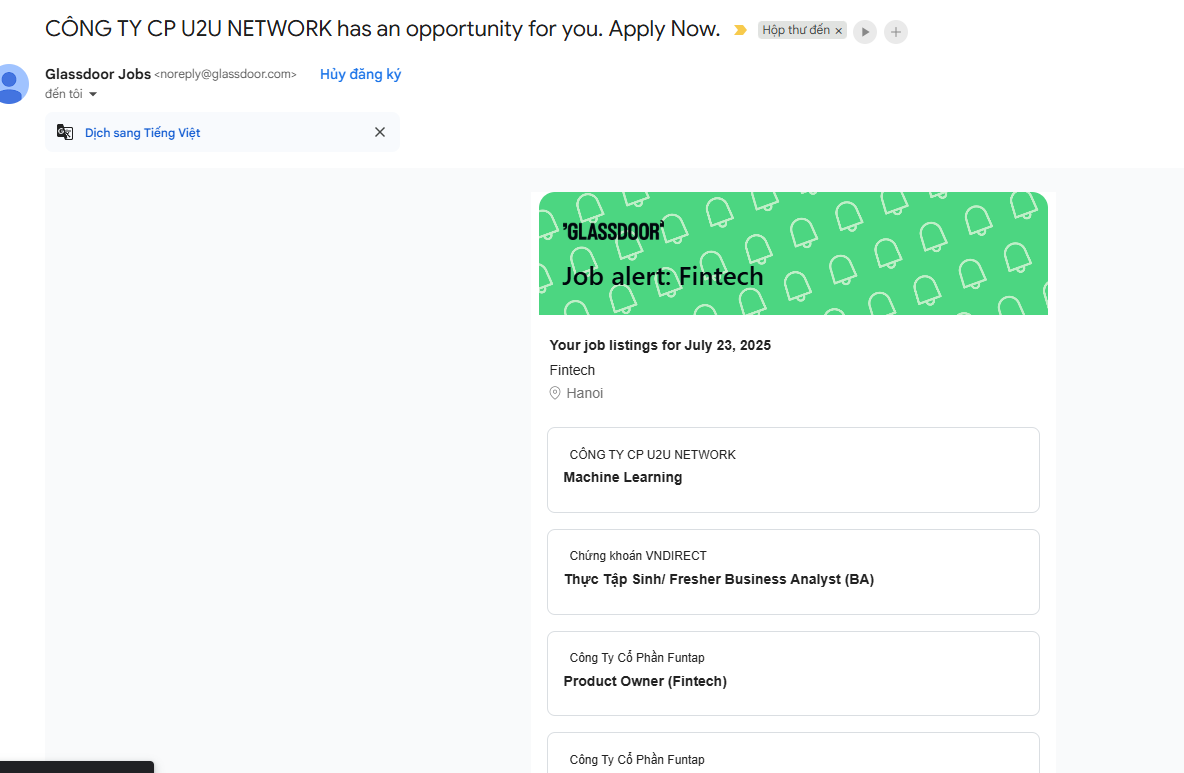 CÔNG TY CP U2U NETWORK has an opportunity for you. Apply Now. Hộp thư đến ×
Glassdoor Jobs <noreply@glassdoor.com> Hủy đăng ký
đến tôi
Dịch sang Tiếng Việt
GLASSDOOR
Job alert: Fintech
Your job listings for July 23, 2025
Fintech
Hanoi
CÔNG TY CP U2U NETWORK
Machine Learning
Chứng khoán VNDIRECT
Thực Tập Sinh/ Fresher Business Analyst (BA)
Công Ty Cổ Phần Funtap
Product Owner (Fintech)
Công Ty Cổ Phần Funtap